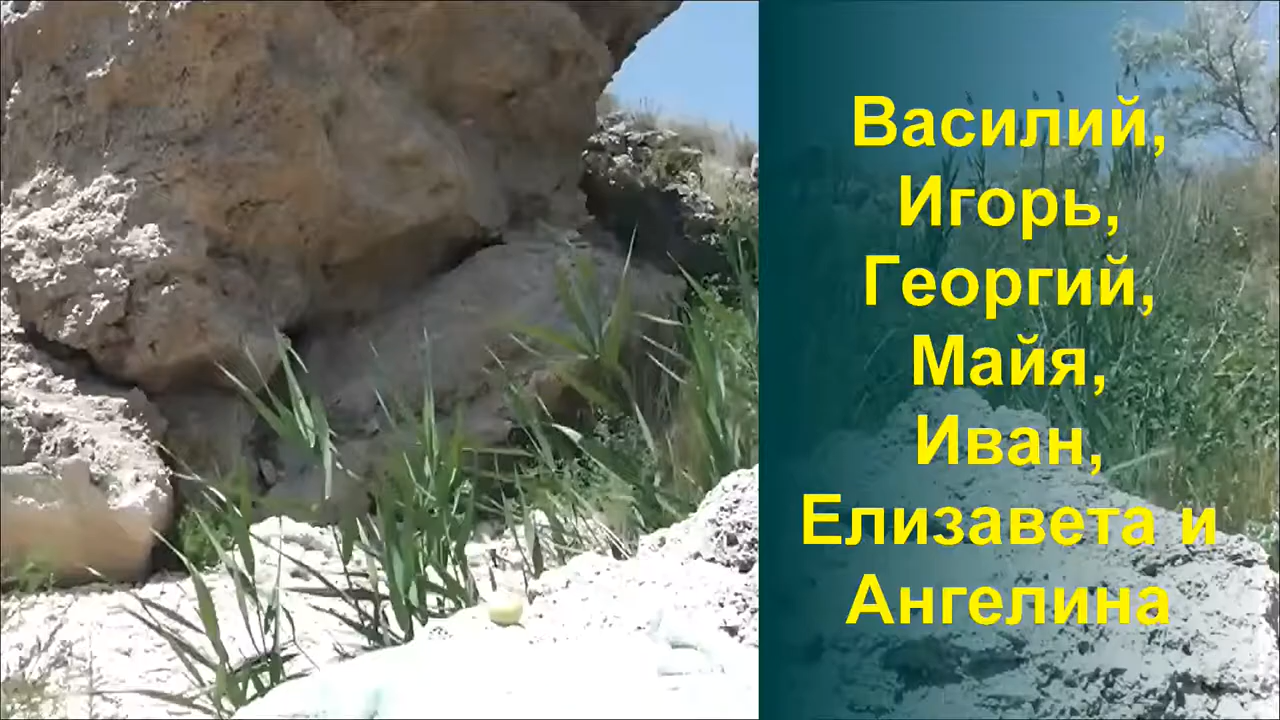 Василий,
Игорь,
Георгий,
Майя,
Иван,
Елизавета и
Ангелина